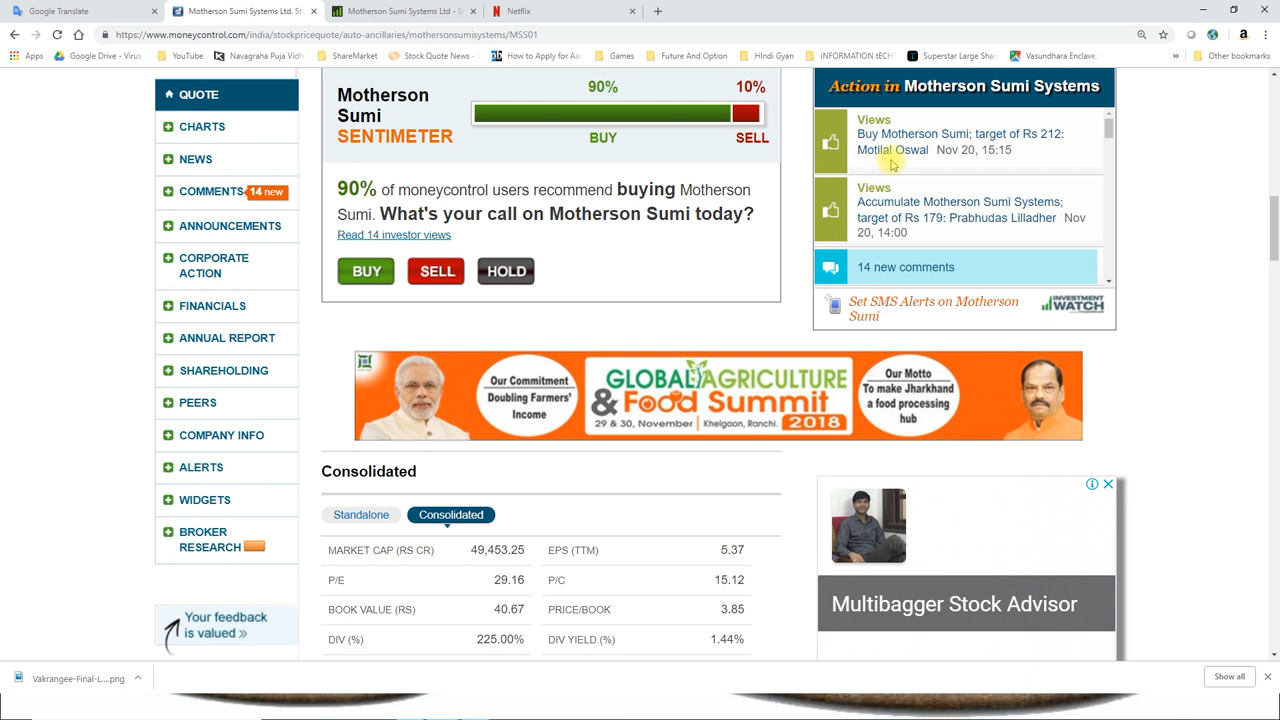 Google Translate
Motherson Sumi Systems Ltd. Sto
Motherson Sumi Systems Ltd - Se
Netflix
https://www.moneycontrol.com/india/stockpricequote/auto-ancillaries/mothersonsumisystems/MSS01
Apps
Google Drive - Virus
YouTube
Navagraha Puja Vidh
ShareMarket
Stock Quote News -
How to Apply for Aad
Games
Future And Option
HIndi Gyan
iNFORMATION tECH
Superstar Large Shar
Vasundhara Enclave,
»
Other bookmarks
QUOTE
CHARTS
NEWS
COMMENTS 14 new
ANNOUNCEMENTS
CORPORATE
ACTION
FINANCIALS
ANNUAL REPORT
SHAREHOLDING
PEERS
COMPANY INFO
ALERTS
WIDGETS
BROKER
RESEARCH
Your feedback
is valued »
Motherson
Sumi
SENTIMETER
90% 10%
BUY SELL
90% of moneycontrol users recommend buying Motherson
Sumi. What's your call on Motherson Sumi today?
Read 14 investor views
BUY SELL HOLD
Action in Motherson Sumi Systems
Views
Buy Motherson Sumi; target of Rs 212:
Motilal Oswal Nov 20, 15:15
Views
Accumulate Motherson Sumi Systems;
target of Rs 179: Prabhudas Lilladher Nov
20, 14:00
14 new comments
Set SMS Alerts on Motherson
Sumi
INVESTMENT
WATCH
Our Commitment
Doubling Farmers'
Income
GLOBAL AGRICULTURE
& Food Summit
29 & 30, November | Khelgaon, Ranchi. 2018
Our Motto
To make Jharkhand
a food processing
hub
Consolidated
Standalone Consolidated
MARKET CAP (RS CR) 49,453.25 EPS (TTM) 5.37
P/E 29.16 P/C 15.12
BOOK VALUE (RS) 40.67 PRICE/BOOK 3.85
DIV (%) 225.00% DIV YIELD.(%) 1.44%
Multibagger Stock Advisor
Vakrangee-Final-L....png
Show all